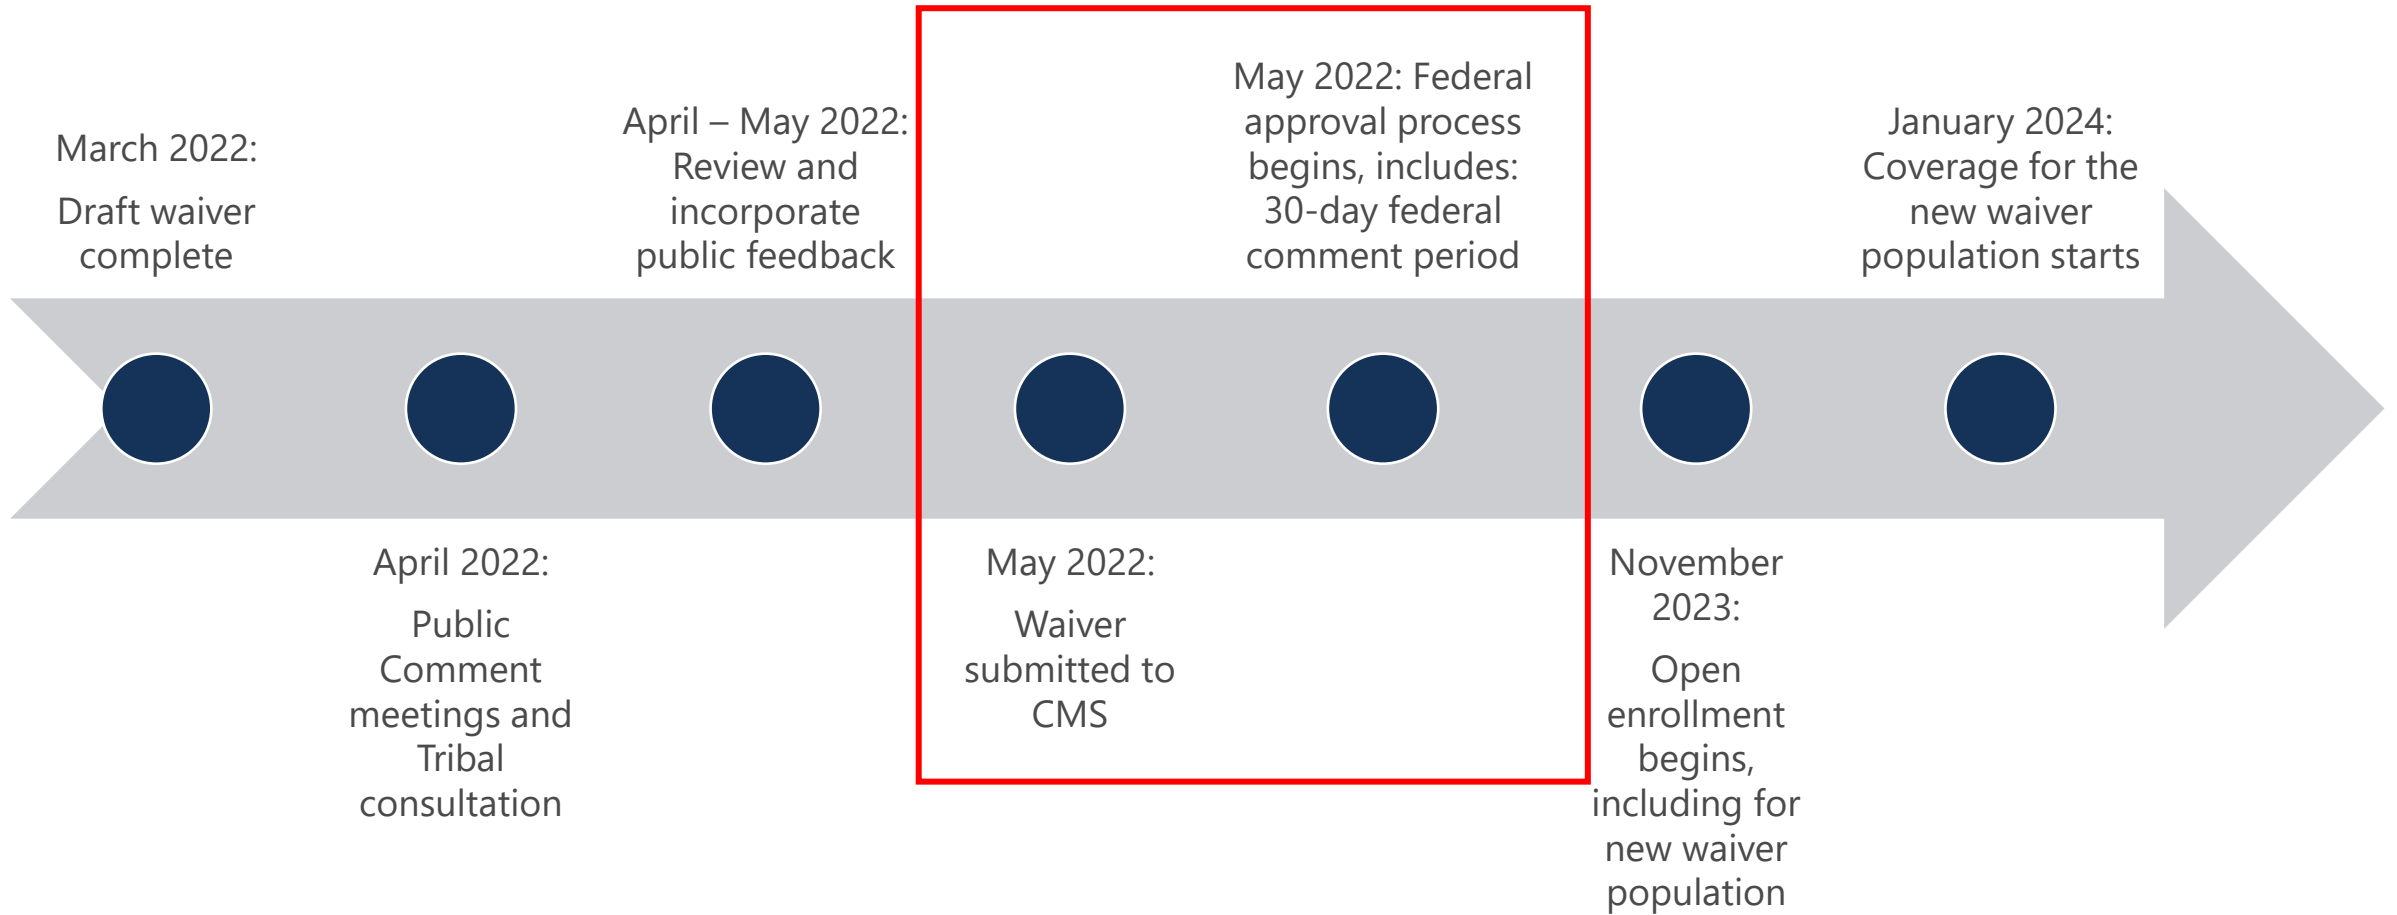 March 2022:
Draft waiver
complete
April 2022:
Public
Comment
meetings and
Tribal
consultation
April – May 2022:
Review and
incorporate
public feedback
May 2022:
Waiver
submitted to
CMS
May 2022: Federal
approval process
begins, includes:
30-day federal
comment period
November
2023:
Open
enrollment
begins,
including for
new waiver
population
January 2024:
Coverage for the
new waiver
population starts